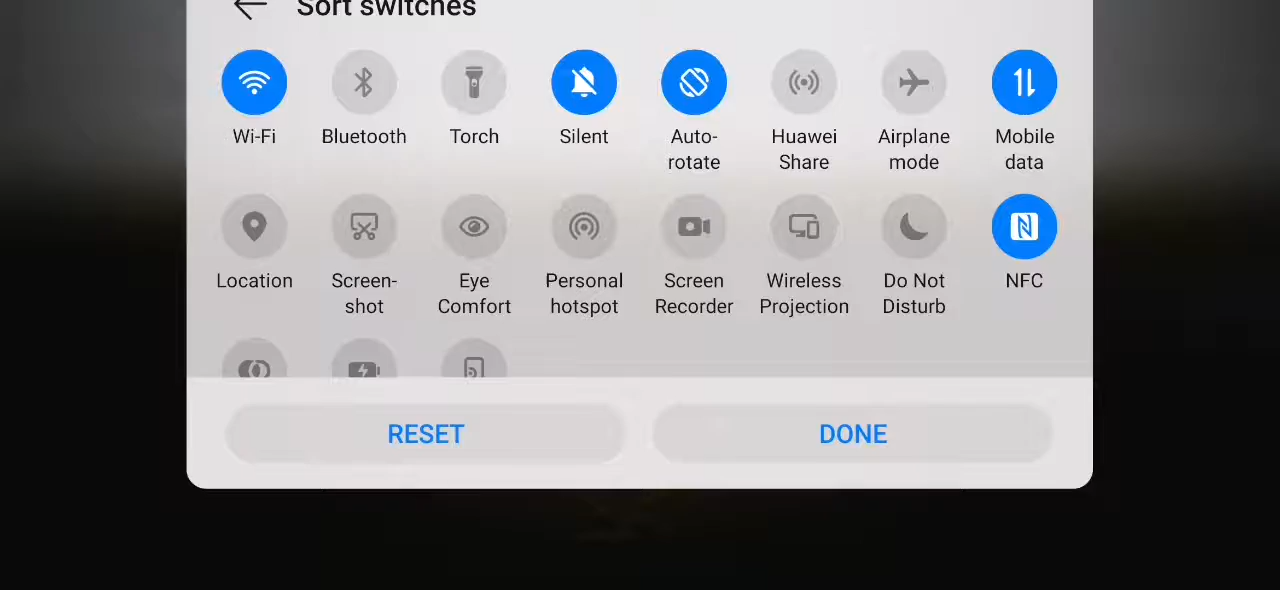 Sort switches
Wi-Fi Bluetooth Torch Silent Auto- Huawei Airplane Mobile
rotate Share mode data
Location Screen- Eye Personal Screen Wireless Do Not NFC
shot Comfort hotspot Recorder Projection Disturb
RESET DONE